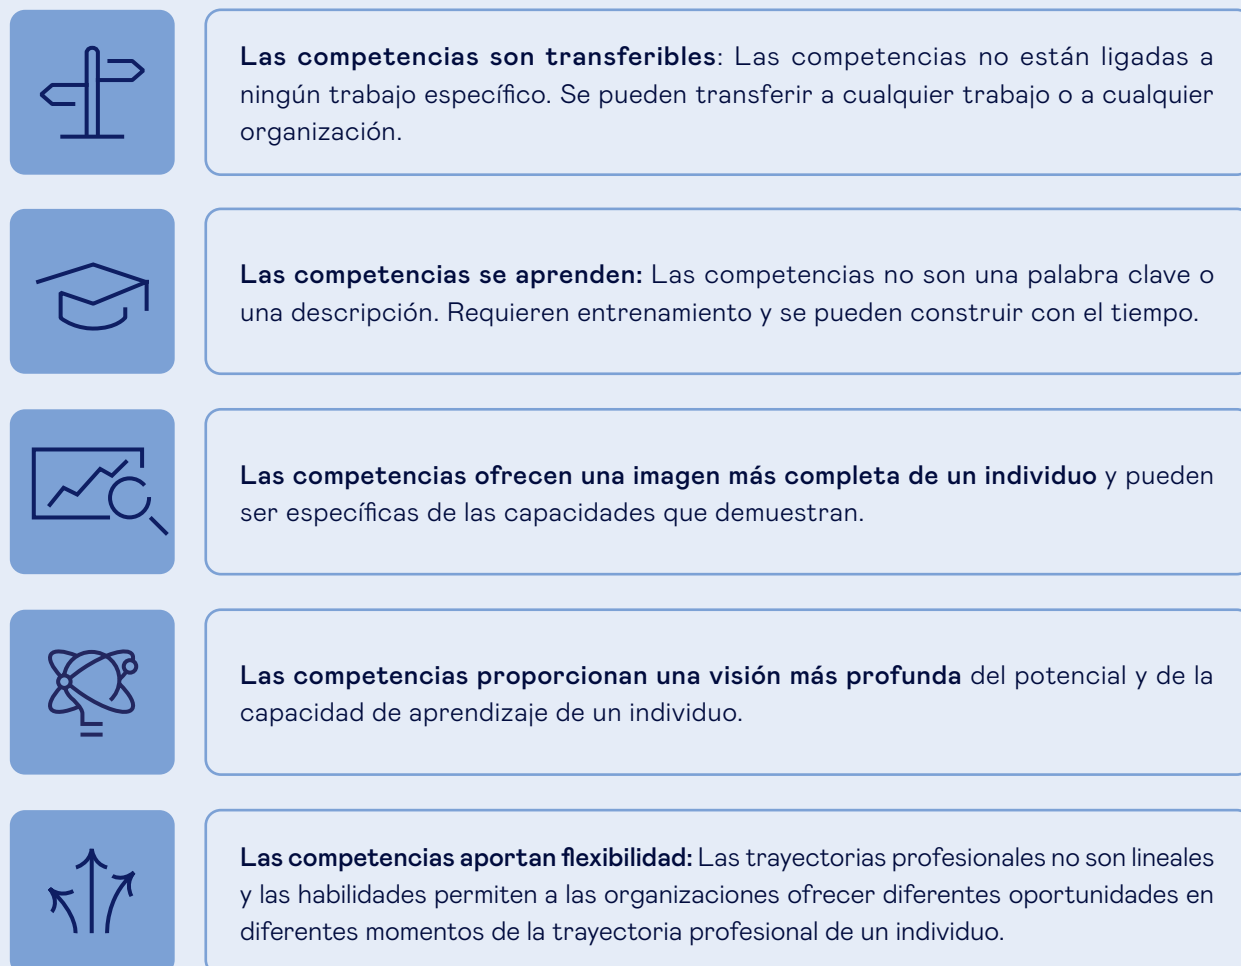 Las competencias son transferibles: Las competencias no están ligadas a
ningún trabajo específico. Se pueden transferir a cualquier trabajo o a cualquier
organización.
Las competencias se aprenden: Las competencias no son una palabra clave o
una descripción. Requieren entrenamiento y se pueden construir con el tiempo.
Las competencias ofrecen una imagen más completa de un individuo y pueden
ser específicas de las capacidades que demuestran.
Las competencias proporcionan una visión más profunda del potencial y de la
capacidad de aprendizaje de un individuo.
Las competencias aportan flexibilidad: Las trayectorias profesionales no son lineales
y las habilidades permiten a las organizaciones ofrecer diferentes oportunidades en
diferentes momentos de la trayectoria profesional de un individuo.